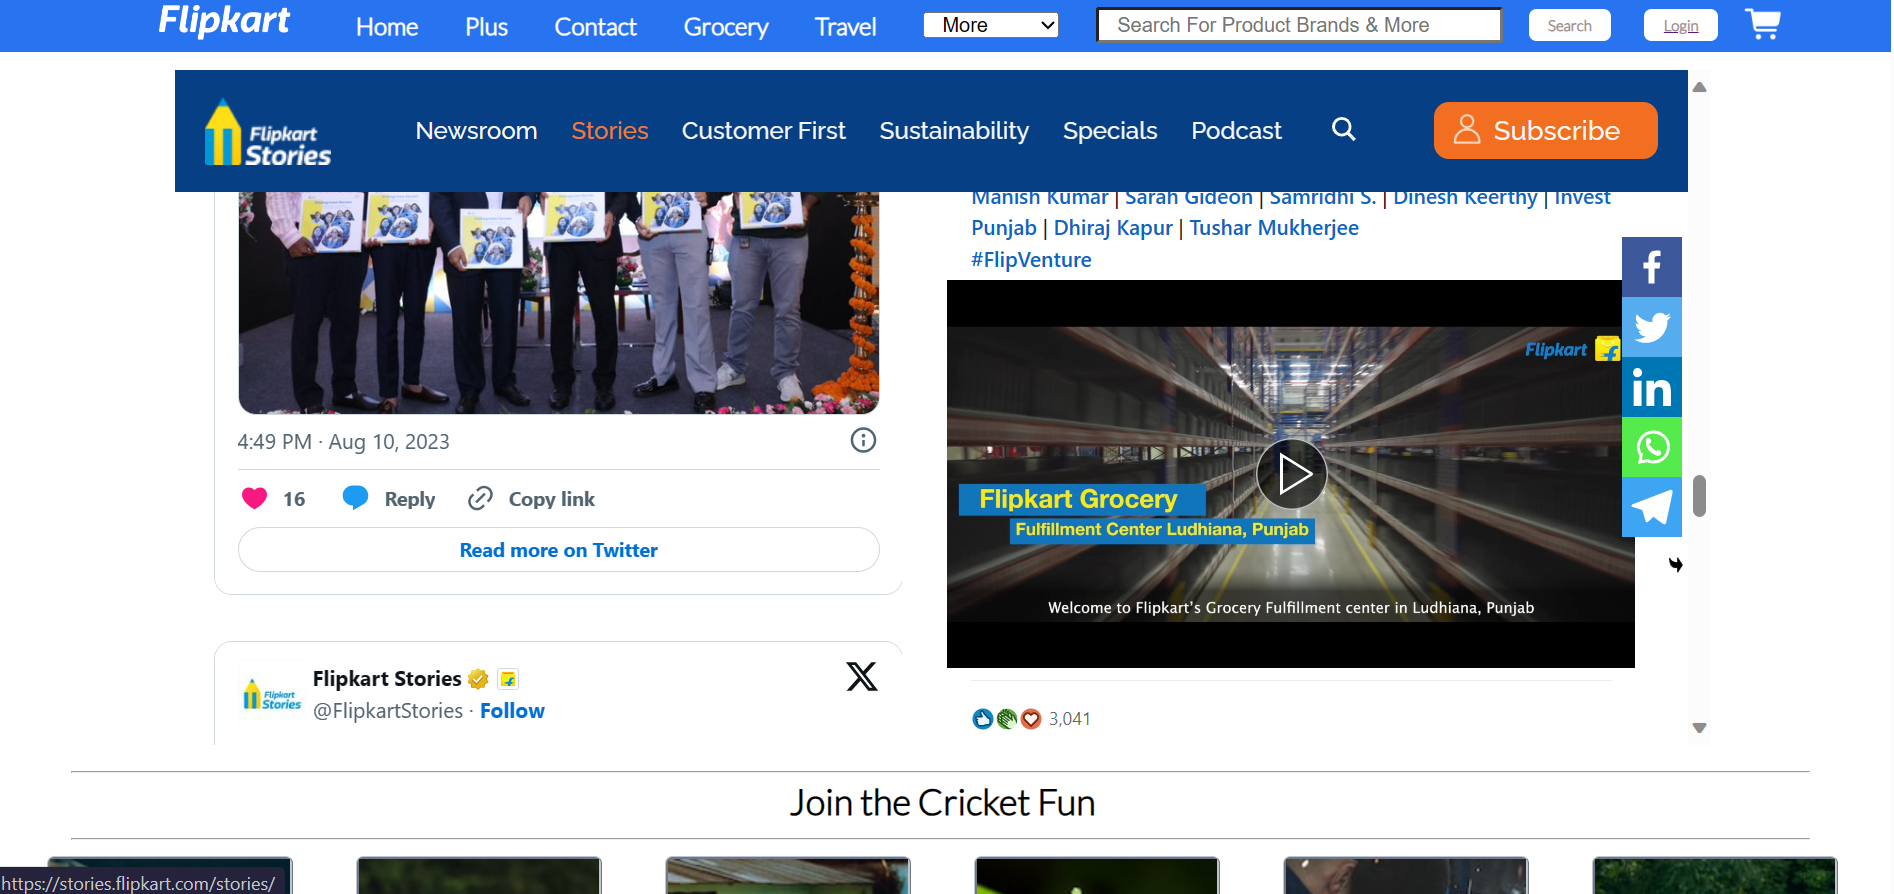 Flipkart
Home
Plus
Contact
Grocery
Travel
More
Search For Product Brands & More
Search
Login
Flipkart
Stories
Newsroom
Stories
Customer First
Sustainability
Specials
Podcast
Subscribe
Manish Kumar | Sarah Gideon | Samridhi S. | Dinesh Keerthy | Invest
Punjab | Dhiraj Kapur | Tushar Mukherjee
#FlipVenture
Flipkart
Flipkart Grocery
Fulfillment Center Ludhiana, Punjab
Welcome to Flipkart's Grocery Fulfillment center in Ludhiana, Punjab
3,041
4:49 PM · Aug 10, 2023
16
Reply
Copy link
Read more on Twitter
Flipkart
Stories
Flipkart Stories
@FlipkartStories · Follow
Join the Cricket Fun
https://stories.flipkart.com/stories/